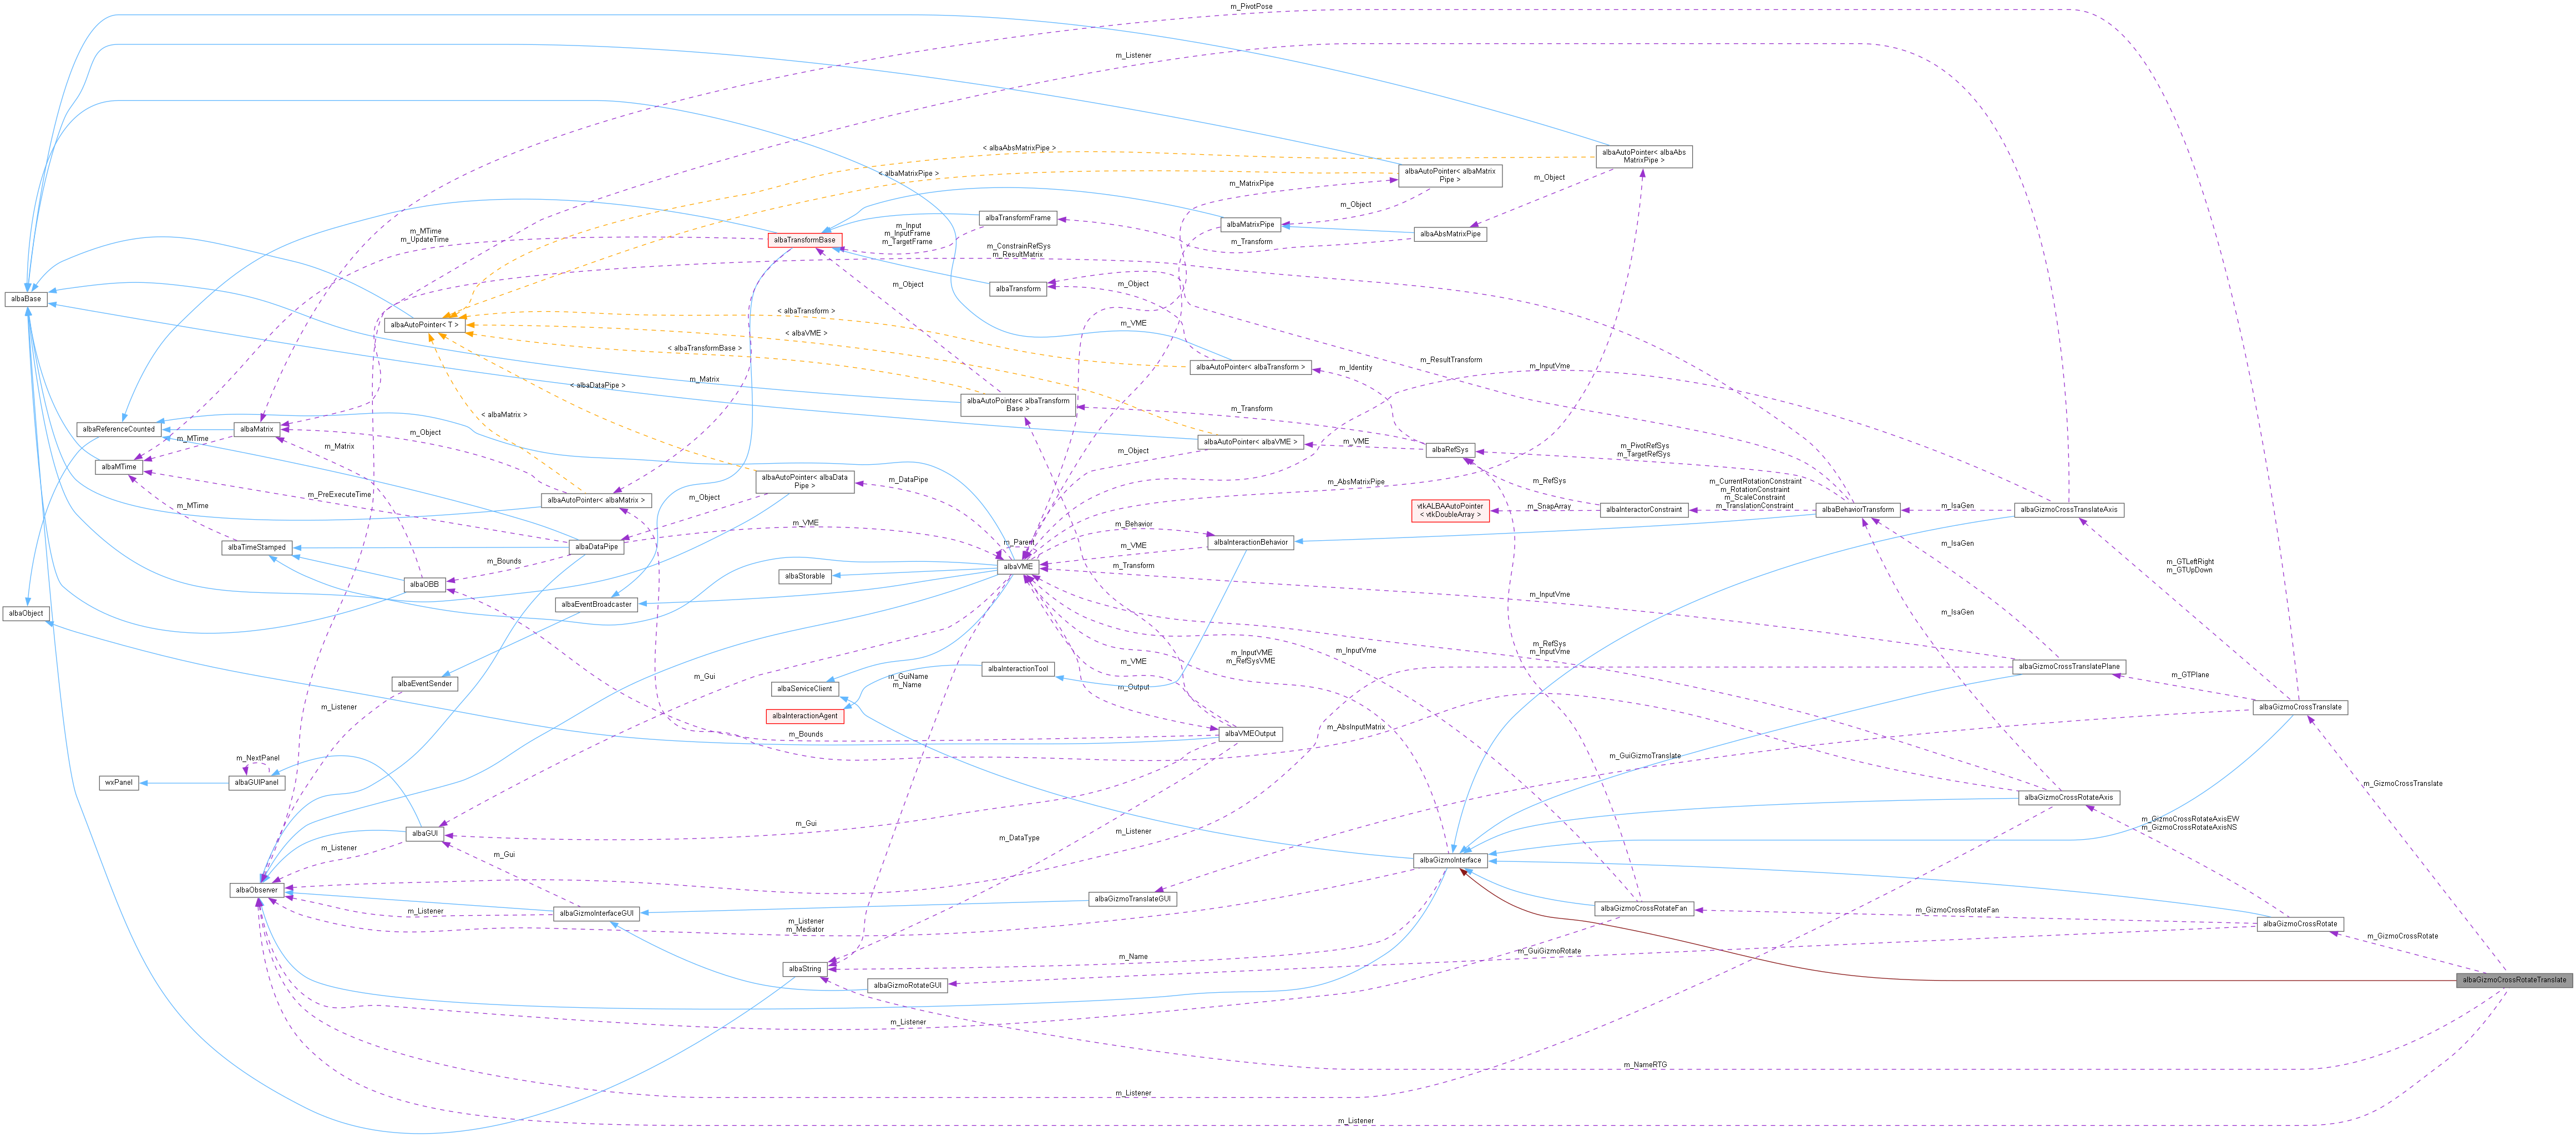 m_PivotPose
m_Listener
< albaAbsMatrixPipe >
albaAutoPointer< albaAbs
MatrixPipe >
< albaMatrixPipe >
albaAutoPointer< albaMatrix
Pipe >
m_MatrixPipe
m_Object
m_Object
albaTransformFrame
albaMatrixPipe
albaAbsMatrixPipe
m_MTime
m_UpdateTime
albaTransformBase
m_Input
m_InputFrame
m_TargetFrame
m_Transform
m_ConstrainRefSys
m_ResultMatrix
m_Object
albaTransform
m_Object
albaBase
albaAutoPointer< T >
< albaTransform >
m_VME
< albaVME >
< albaTransformBase >
m_ResultTransform
m_InputVme
albaAutoPointer< albaTransform >
m_Identity
m_Matrix
< albaDataPipe >
albaAutoPointer< albaTransform
Base >
m_Transform
< albaMatrix >
albaReferenceCounted
albaMatrix
m_Object
m_MTime
m_Matrix
albaAutoPointer< albaVME >
m_VME
albaRefSys
m_PivotRefSys
m_TargetRefSys
m_Object
albaMTime
m_PreExecuteTime
albaAutoPointer< albaMatrix >
albaAutoPointer< albaData
Pipe >
m_DataPipe
m_AbsMatrixPipe
m_RefSys
m_CurrentRotationConstraint
m_RotationConstraint
m_ScaleConstraint
m_TranslationConstraint
m_MTime
m_Object
vtkALBAAutoPointer
< vtkDoubleArray >
m_SnapArray
albaInteractorConstraint
albaBehaviorTransform
m_IsaGen
albaGizmoCrossTranslateAxis
m_VME
m_Behavior
albaTimeStamped
albaDataPipe
m_Parent
m_VME
albaInteractionBehavior
m_IsaGen
m_Bounds
albaVME
m_Transform
m_GTLeftRight
m_GTUpDown
albaOBB
albaStorable
m_InputVme
albaObject
albaEventBroadcaster
m_IsaGen
m_InputVME
m_RefSysVME
m_InputVme
m_RefSys
m_InputVme
albaEventSender
albaInteractionTool
m_VME
albaGizmoCrossTranslatePlane
m_GTPlane
m_Gui
albaServiceClient
m_GuiName
m_Name
m_Output
m_Listener
albaInteractionAgent
albaGizmoCrossTranslate
m_Bounds
albaVMEOutput
m_AbsInputMatrix
m_NextPanel
m_GuiGizmoTranslate
wxPanel
albaGUIPanel
m_GizmoCrossTranslate
albaGizmoCrossRotateAxis
m_Gui
m_GizmoCrossRotateAxisEW
m_GizmoCrossRotateAxisNS
albaGUI
m_DataType
m_Listener
m_Listener
m_Gui
albaGizmoInterface
albaObserver
albaGizmoTranslateGUI
m_Listener
albaGizmoInterfaceGUI
albaGizmoCrossRotateFan
m_GizmoCrossRotateFan
m_Listener
m_Mediator
albaGizmoCrossRotate
m_GizmoCrossRotate
m_GuiGizmoRotate
m_Name
albaString
albaGizmoRotateGUI
albaGizmoCrossRotateTranslate
m_Listener
m_NameRTG
m_Listener
m_Listener